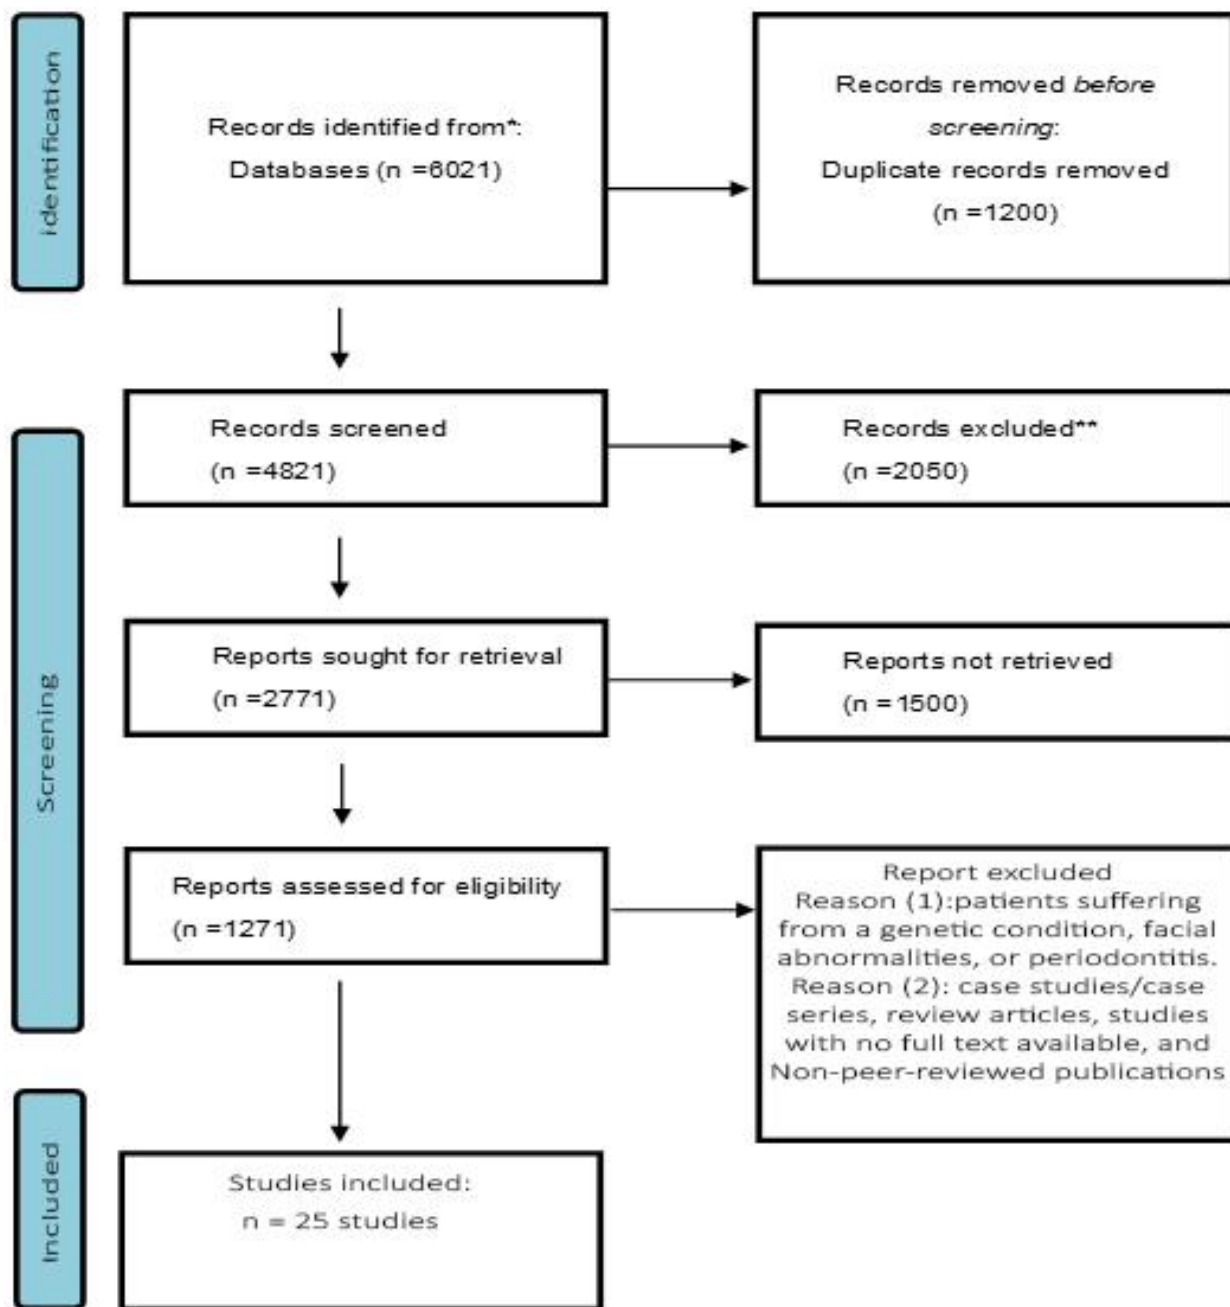 identification
Records identified from*:
Databases (n =6021)
Records removed before
screening:
Duplicate records removed
(n =1200)
Screening
Records screened
(n =4821)
Records excluded**
(n =2050)
Reports sought for retrieval
(n =2771)
Reports not retrieved
(n =1500)
Reports assessed for eligibility
(n =1271)
Report excluded
Reason (1):patients suffering
from a genetic condition, facial
abnormalities, or periodontitis.
Reason (2): case studies/case
series, review articles, studies
with no full text available, and
Non-peer-reviewed publications
Included
Studies included:
n = 25 studies